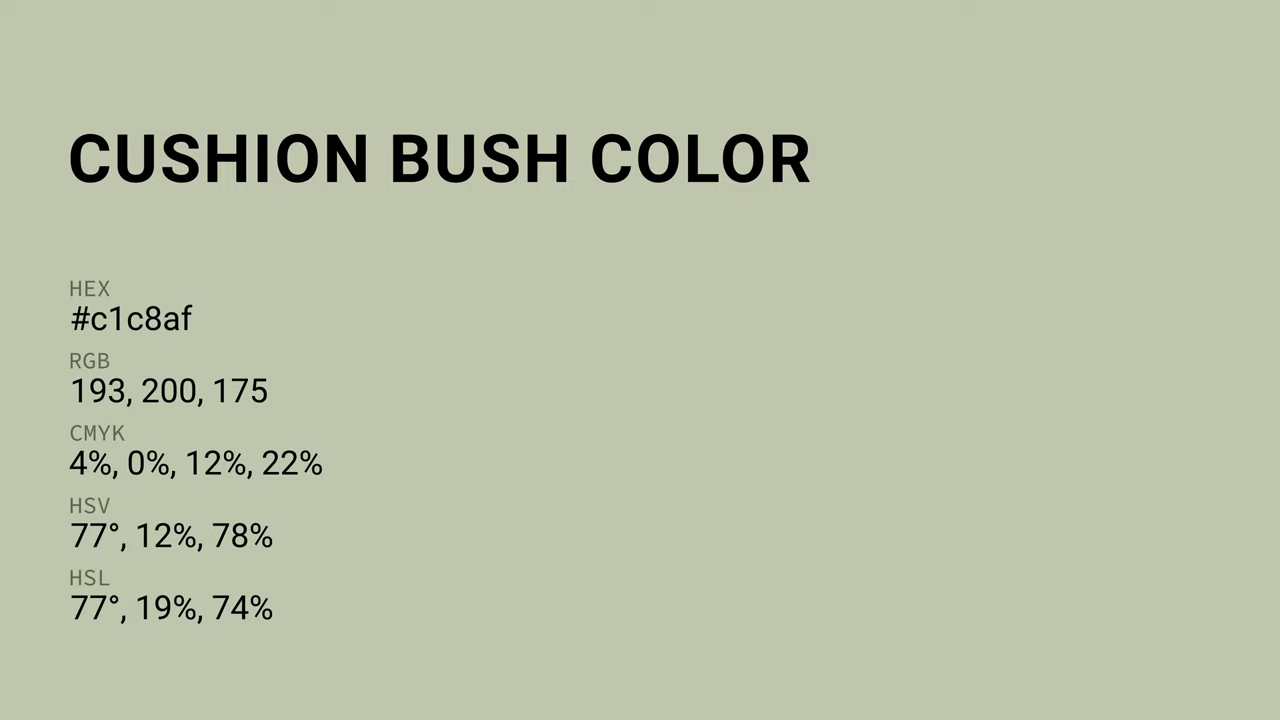 CUSHION BUSH COLOR
HEX
#c1c8af
RGB
193, 200, 175
CMYK
4%, 0%, 12%, 22%
HSV
77°, 12%, 78%
HSL
77°, 19%, 74%